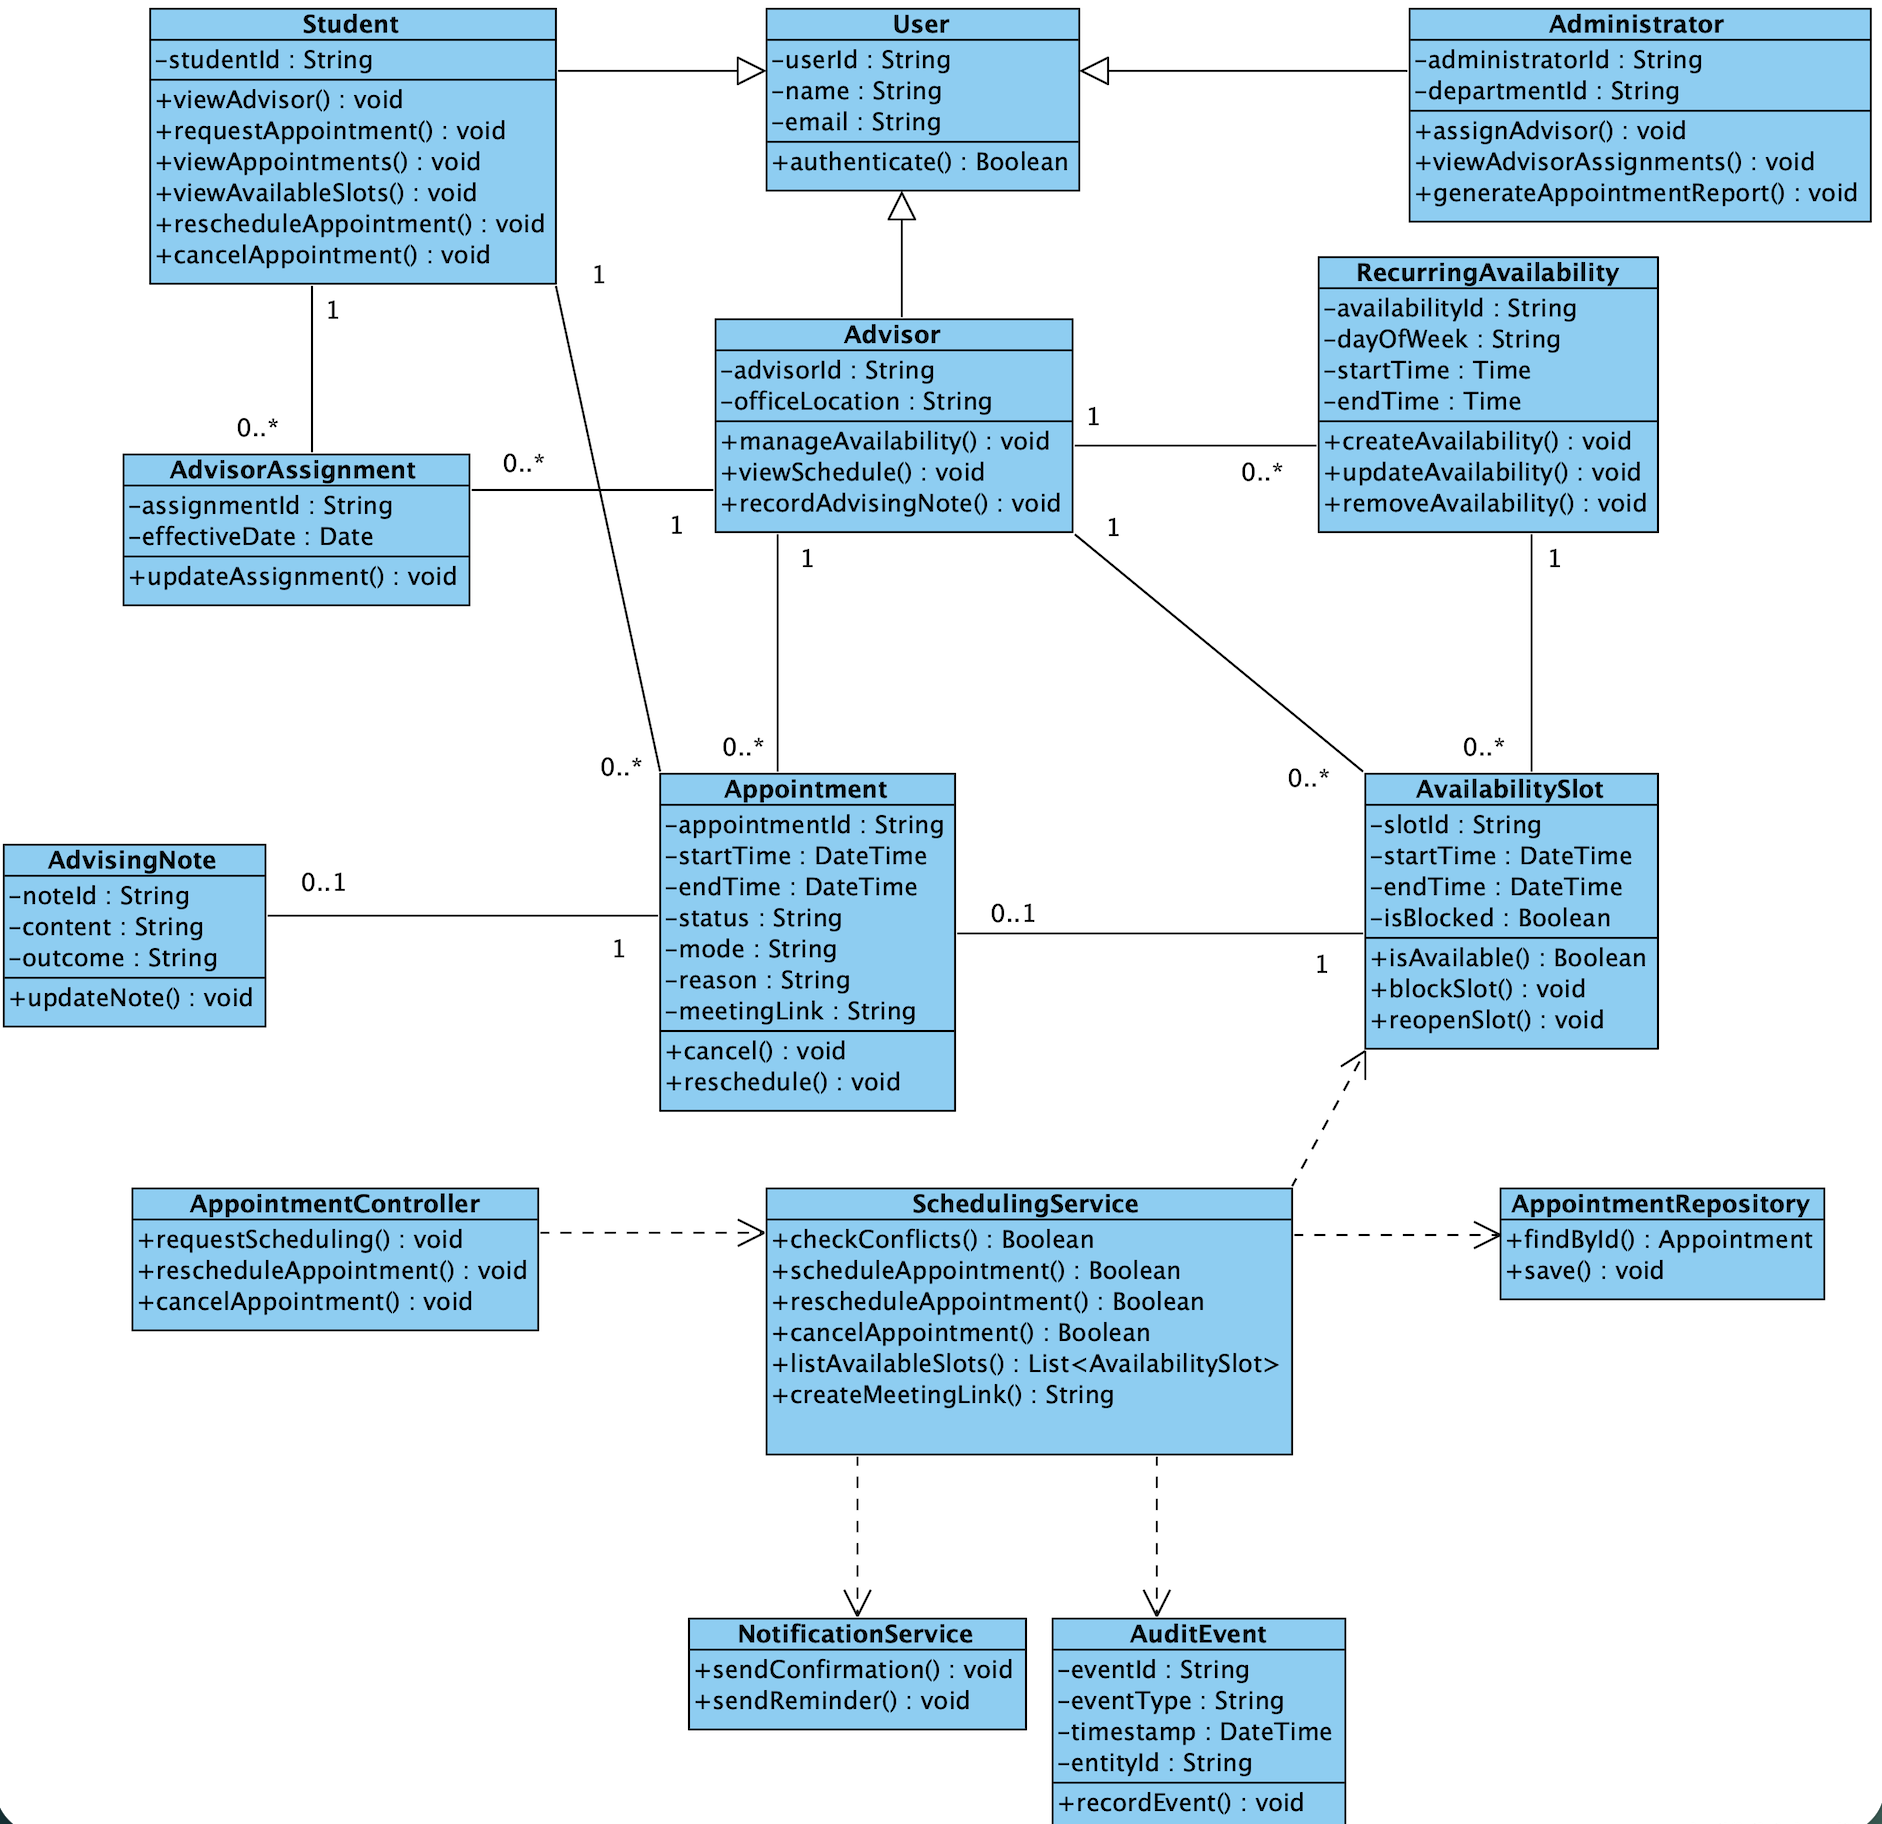 Student
-studentId : String
+viewAdvisor() : void
+requestAppointment() : void
+viewAppointments() : void
+viewAvailableSlots() : void
+rescheduleAppointment() : void
+cancelAppointment() : void
User
-userId : String
-name : String
-email : String
+authenticate() : Boolean
Administrator
-administratorId : String
-departmentId : String
+assignAdvisor() : void
+viewAdvisorAssignments() : void
+generateAppointmentReport() : void
1
1
0..*
Advisor
-advisorId : String
-officeLocation : String
+manageAvailability() : void
+viewSchedule() : void
+recordAdvisingNote() : void
RecurringAvailability
-availabilityId : String
-dayOfWeek : String
-startTime : Time
-endTime : Time
+createAvailability() : void
+updateAvailability() : void
+removeAvailability() : void
1
0..*
AdvisorAssignment
-assignmentId : String
-effectiveDate : Date
+updateAssignment() : void
0..*
1
1
1
1
0..*
0..*
0..*
0..*
Appointment
-appointmentId : String
-startTime : DateTime
-endTime : DateTime
-status : String
-mode : String
-reason : String
-meetingLink : String
+cancel() : void
+reschedule() : void
AvailabilitySlot
-slotId : String
-startTime : DateTime
-endTime : DateTime
-isBlocked : Boolean
+isAvailable() : Boolean
+blockSlot() : void
+reopenSlot() : void
AdvisingNote
-noteId : String
-content : String
-outcome : String
+updateNote() : void
0..1
1
0..1
1
AppointmentController
+requestScheduling() : void
+rescheduleAppointment() : void
+cancelAppointment() : void
SchedulingService
+checkConflicts() : Boolean
+scheduleAppointment() : Boolean
+rescheduleAppointment() : Boolean
+cancelAppointment() : Boolean
+listAvailableSlots() : List<AvailabilitySlot>
+createMeetingLink() : String
AppointmentRepository
+findById() : Appointment
+save() : void
NotificationService
+sendConfirmation() : void
+sendReminder() : void
AuditEvent
-eventId : String
-eventType : String
-timestamp : DateTime
-entityId : String
+recordEvent() : void